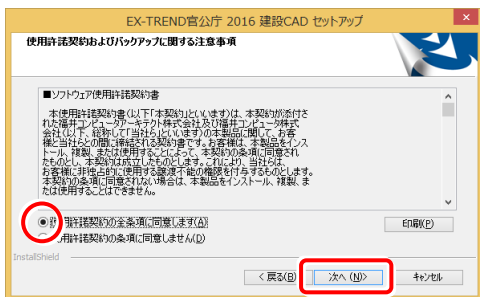 EX-TREND官公庁 2016 建設CAD セットアップ
使用許諾契約およびバックアップに関する注意事項
■ソフトウェア使用許諾契約書
本使用許諾契約書(以下「本契約」といいます)は、本契約が添付さ
れた福井コンピュータアーキテクト株式会社及び福井コンピュータ株式
会社(以下、総称して「当社ら」といいます)の本製品に関して、お客
様と当社らとの間に締結される契約書です。お客様は、本製品をインス
トール、複製、または使用することによって、本契約の条項に同意され
たものとし、本契約は成立したものとします。これにより、当社らは、
お客様に非独占的に使用する譲渡不能の権限を付与するものとします。
本契約の条項に同意されない場合は、本製品をインストール、複製、ま
たは使用することはできません。
用許諾契約の全条項に同意します(A)
印刷(P)
用許諾契約の条項に同意しません(D)
InstallShield
< 戻る(B)
次へ (N)>
キャンセル